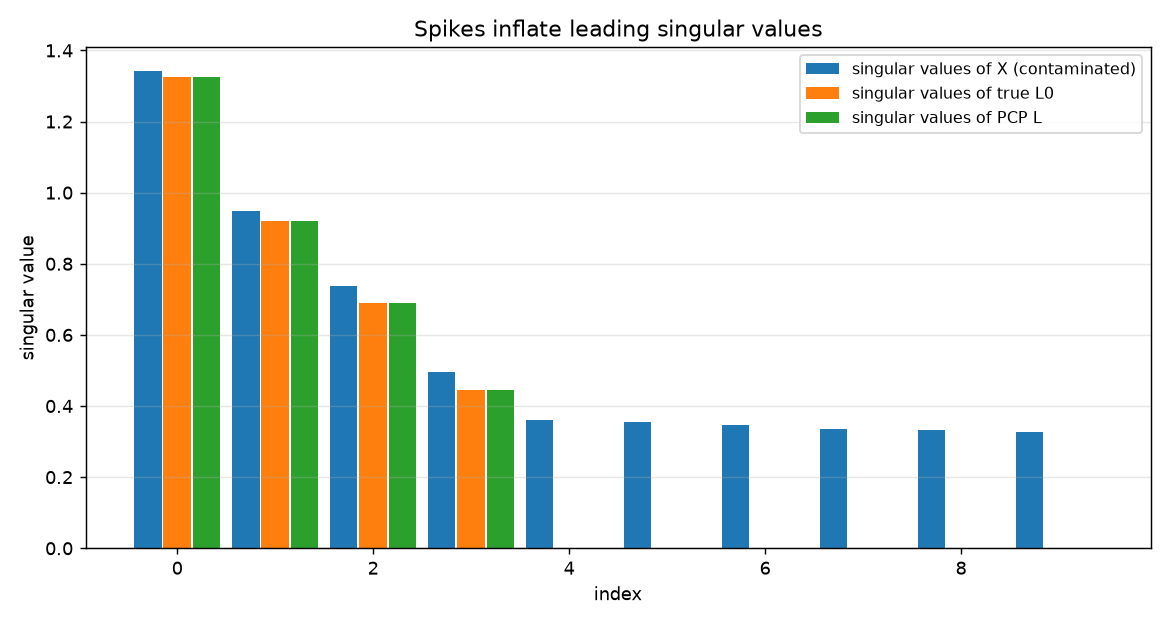 Spikes inflate leading singular values
singular values of X (contaminated)
singular values of true L0
singular values of PCP L
1.4
1.2
1.0
0.8
0.6
0.4
0.2
0.0
singular value
0 2 4 6 8
index